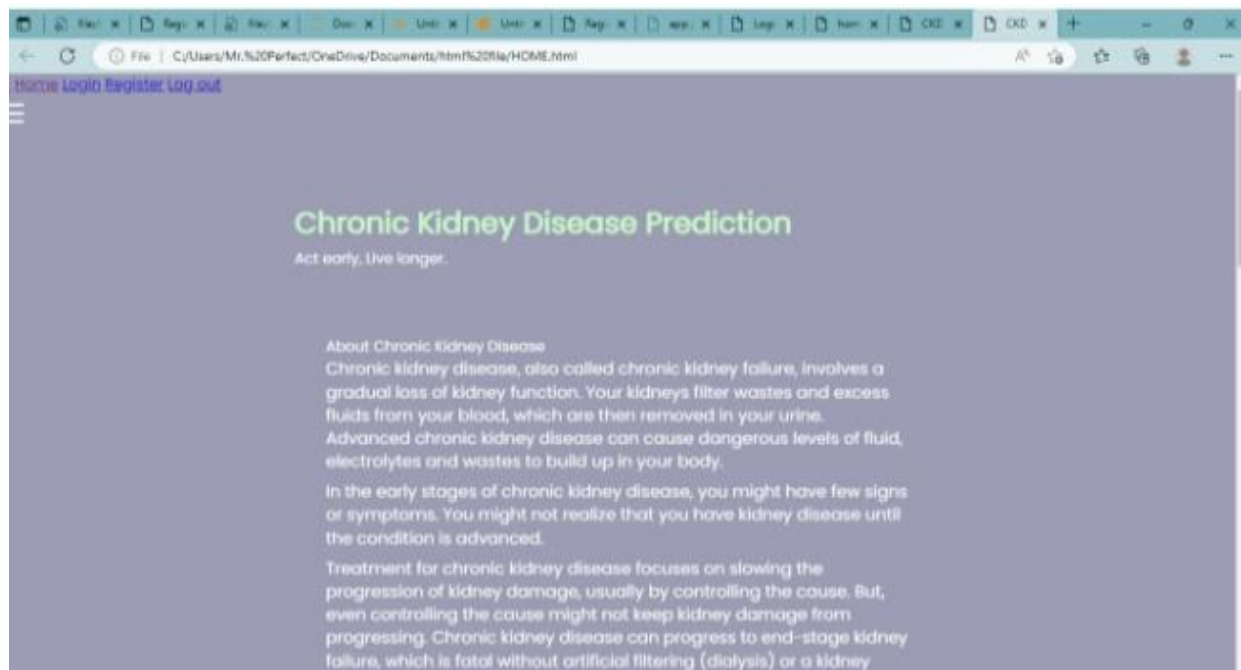 CKD
CKD
File | C:/Users/Mr.%20Perfect/OneDrive/Documents/html%20file/HOME.html
Home Login Register Log out
Chronic Kidney Disease Prediction
Act early, Live longer.
About Chronic Kidney Disease
Chronic kidney disease, also called chronic kidney failure, involves a
gradual loss of kidney function. Your kidneys filter wastes and excess
fluids from your blood, which are then removed in your urine.
Advanced chronic kidney disease can cause dangerous levels of fluid,
electrolytes and wastes to build up in your body.
In the early stages of chronic kidney disease, you might have few signs
or symptoms. You might not realize that you have kidney disease until
the condition is advanced.
Treatment for chronic kidney disease focuses on slowing the
progression of kidney damage, usually by controlling the cause. But,
even controlling the cause might not keep kidney damage from
progressing. Chronic kidney disease can progress to end-stage kidney
failure, which is fatal without artificial filtering (dialysis) or a kidney